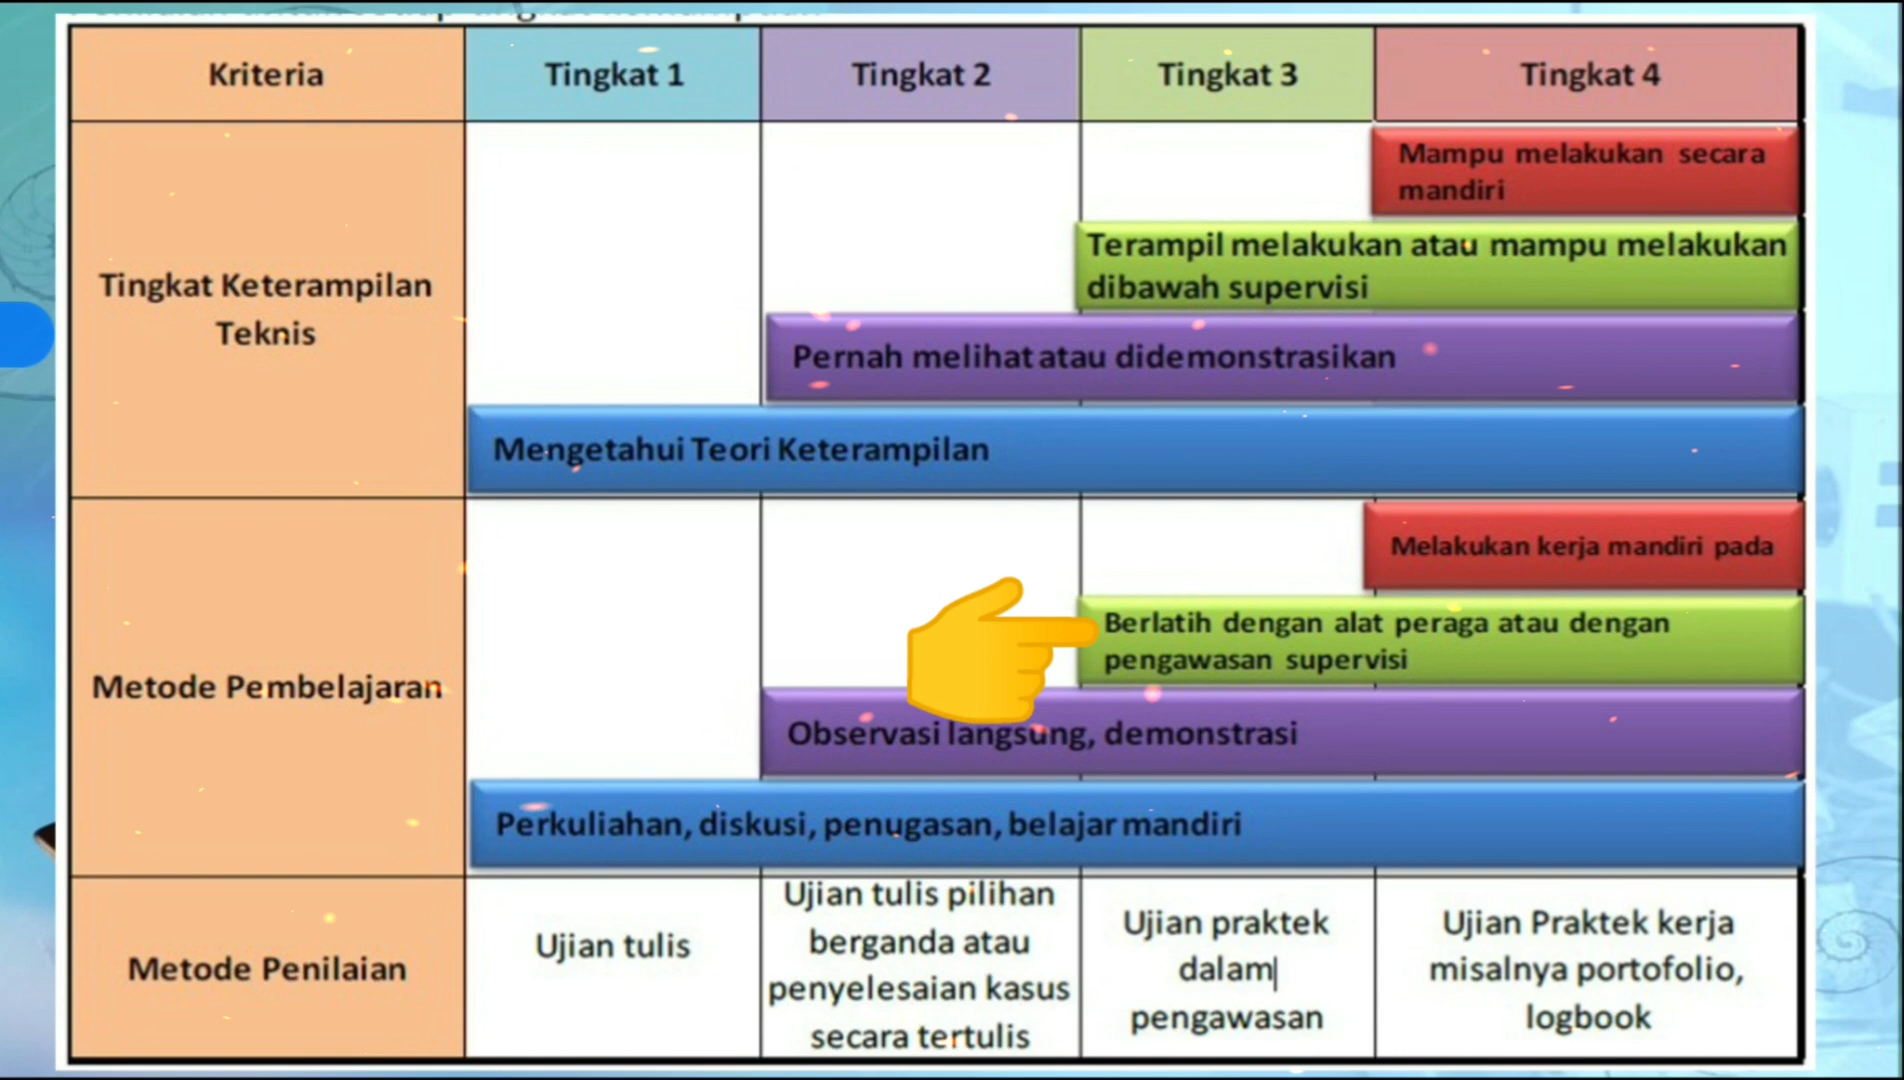 Kriteria
Tingkat 1
Tingkat 2
Tingkat 3
Tingkat 4
Tingkat Keterampilan
Teknis
Mampu melakukan secara
mandiri
Terampil melakukan atau mampu melakukan
dibawah supervisi
Pernah melihat atau didemonstrasikan
Mengetahui Teori Keterampilan
Metode Pembelajaran
Melakukan kerja mandiri pada
Berlatih dengan alat peraga atau dengan
pengawasan supervisi
Observasi langsung, demonstrasi
Perkuliahan, diskusi, penugasan, belajar mandiri
Metode Penilaian
Ujian tulis
Ujian tulis pilihan
berganda atau
penyelesaian kasus
secara tertulis
Ujian praktek
dalam
pengawasan
Ujian Praktek kerja
misalnya portofolio,
logbook